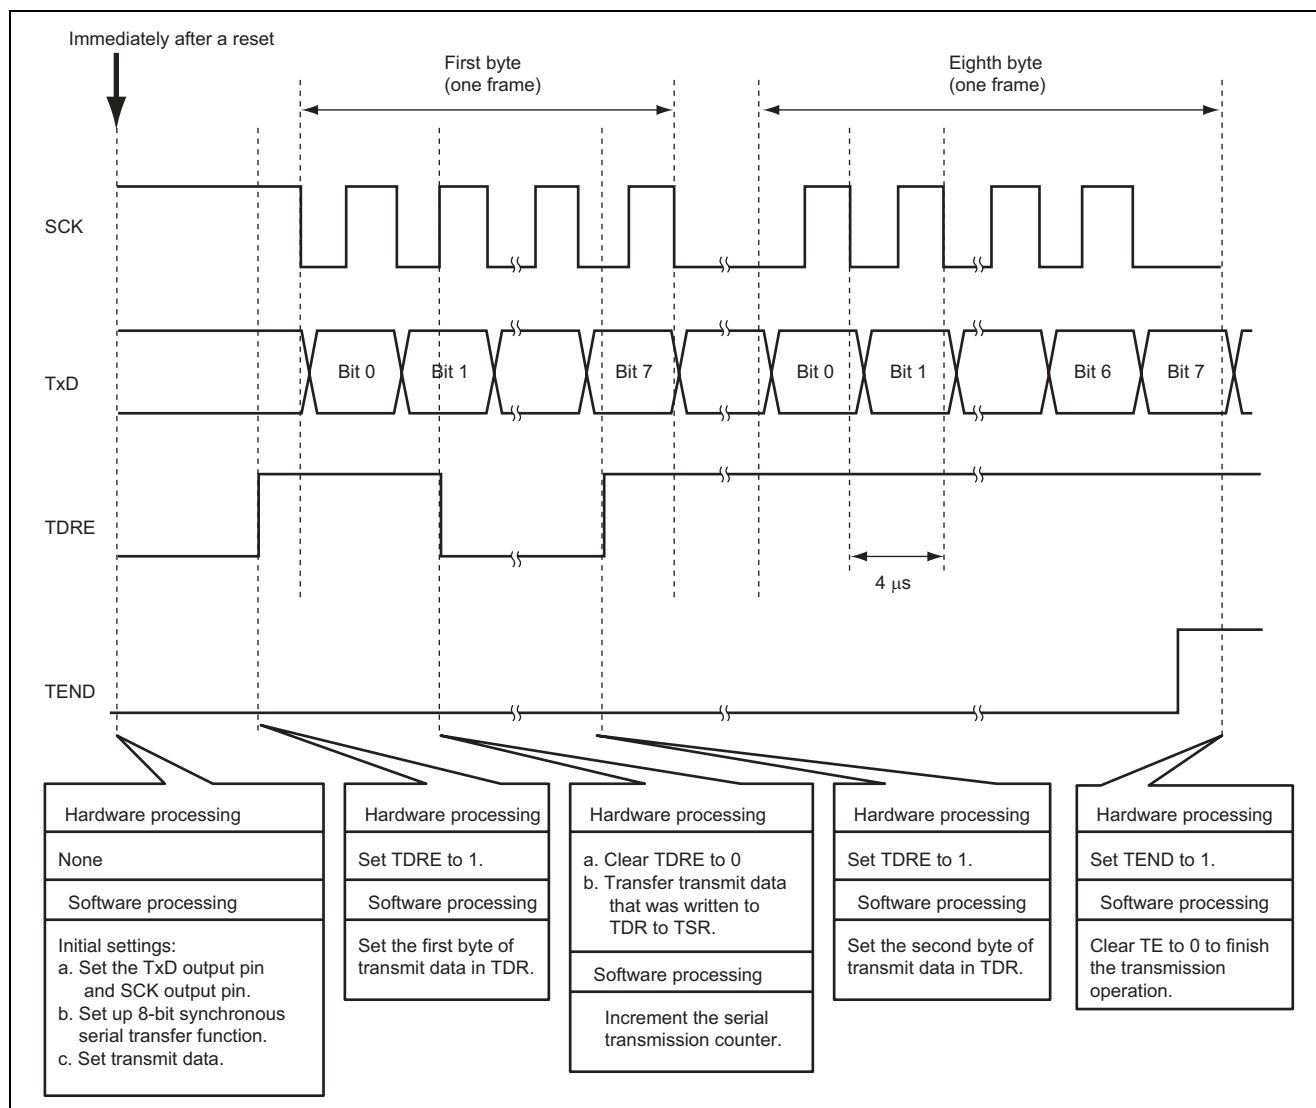 Immediately after a reset
First byte
(one frame)
Eighth byte
(one frame)
SCK
TxD
Bit 0
Bit 1
Bit 7
Bit 0
Bit 1
Bit 6
Bit 7
TDRE
4 μs
TEND
Hardware processing
None
Software processing
Initial settings:
a. Set the TxD output pin
and SCK output pin.
b. Set up 8-bit synchronous
serial transfer function.
c. Set transmit data.
Hardware processing
Set TDRE to 1.
Software processing
Set the first byte of
transmit data in TDR.
Hardware processing
a. Clear TDRE to 0
b. Transfer transmit data
that was written to
TDR to TSR.
Software processing
Increment the serial
transmission counter.
Hardware processing
Set TDRE to 1.
Software processing
Set the second byte of
transmit data in TDR.
Hardware processing
Set TEND to 1.
Software processing
Clear TE to 0 to finish
the transmission
operation.